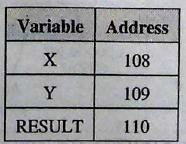 Variable Address
X 108
Y 109
RESULT 110